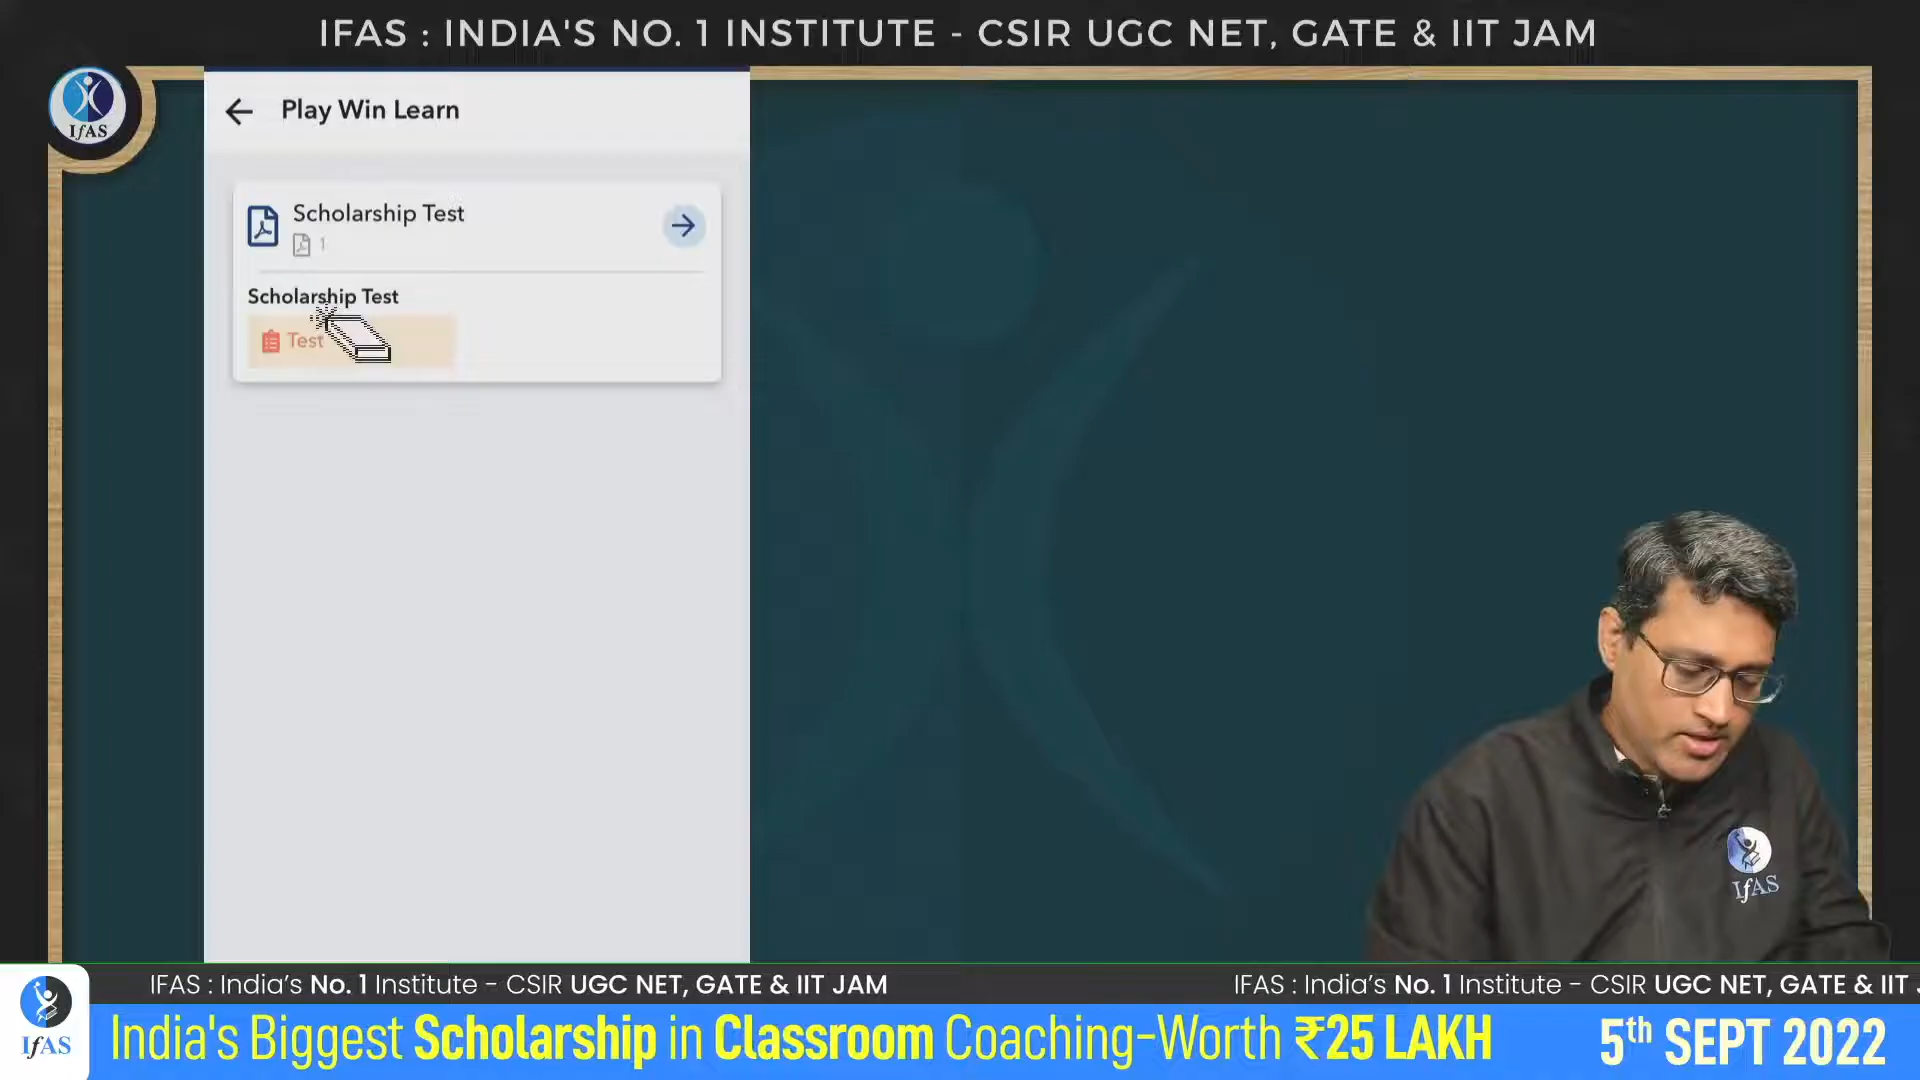 IFAS : INDIA'S NO. 1 INSTITUTE - CSIR UGC NET, GATE & IIT JAM
IfAS
Play Win Learn
Scholarship Test
1
Scholarship Test
Test
IfAS
IFAS : India's No. 1 Institute - CSIR UGC NET, GATE & IIT JAM
IFAS : India's No. 1 Institute - CSIR UGC NET, GATE & IIT
IfAS
India's Biggest Scholarship in Classroom Coaching-Worth ₹25 LAKH
5th SEPT 2022